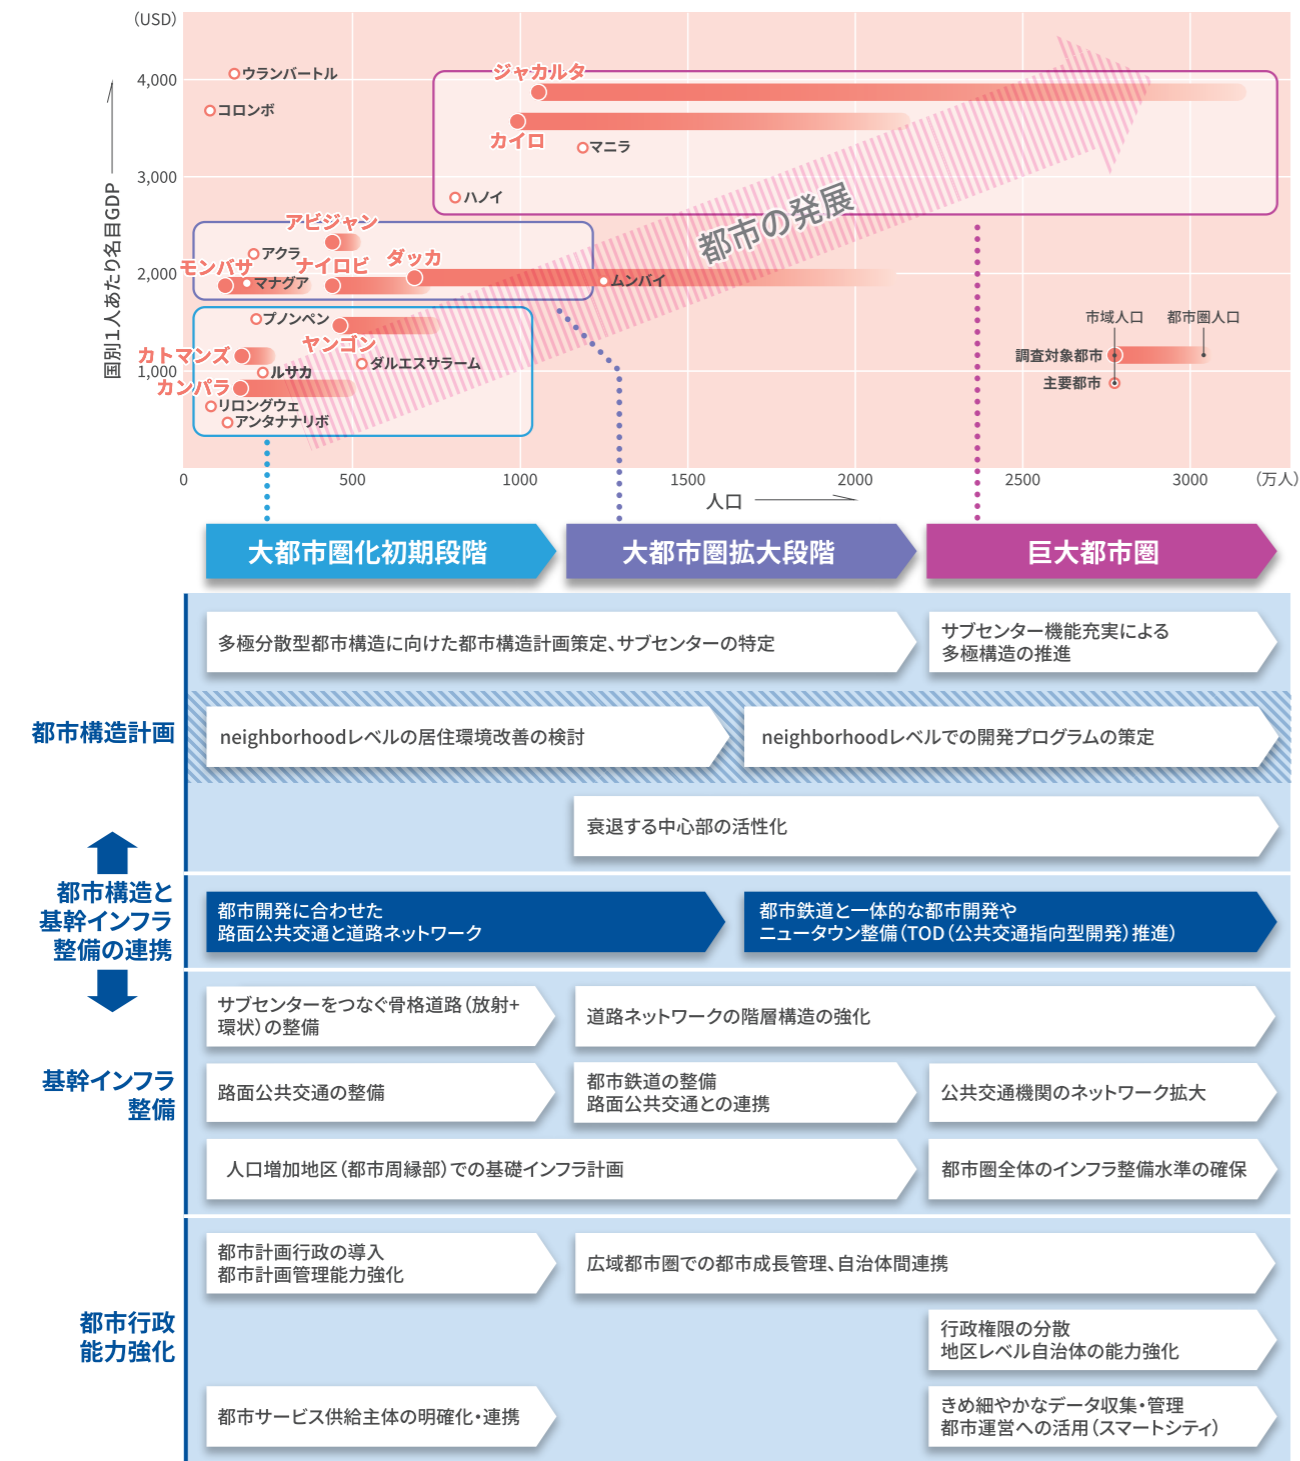 （USD）
4,000
3,000
2,000
1,000
国別1人あたり名目GDP
ウランバートル
コロンボ
ジャカルタ
カイロ
マニラ
ハノイ
都市の発展
アビジャン
アクラ
モンバサ
マナグア
ナイロビ
ダッカ
ムンバイ
プノンペン
ヤンゴン
カトマンズ
ルサカ
ダルエスサラーム
カンパラ
リロングウェ
アンタナナリボ
市域人口
都市圏人口
調査対象都市
主要都市
0
500
1000
1500
2000
2500
3000
（万人）
人口
大都市圏化初期段階
大都市圏拡大段階
巨大都市圏
都市構造計画
多極分散型都市構造に向けた都市構造計画策定、サブセンターの特定
サブセンター機能充実による
多極構造の推進
neighborhoodレベルの居住環境改善の検討
neighborhoodレベルでの開発プログラムの策定
衰退する中心部の活性化
都市構造と
基幹インフラ
整備の連携
都市開発に合わせた
路面公共交通と道路ネットワーク
都市鉄道と一体的な都市開発や
ニュータウン整備（TOD（公共交通指向型開発）推進）
基幹インフラ
整備
サブセンターをつなぐ骨格道路（放射+
環状）の整備
道路ネットワークの階層構造の強化
路面公共交通の整備
都市鉄道の整備
路面公共交通との連携
公共交通機関のネットワーク拡大
人口増加地区（都市周縁部）での基礎インフラ計画
都市圏全体のインフラ整備水準の確保
都市行政
能力強化
都市計画行政の導入
都市計画管理能力強化
広域都市圏での都市成長管理、自治体間連携
行政権限の分散
地区レベル自治体の能力強化
都市サービス供給主体の明確化・連携
きめ細やかなデータ収集・管理
都市運営への活用（スマートシティ）